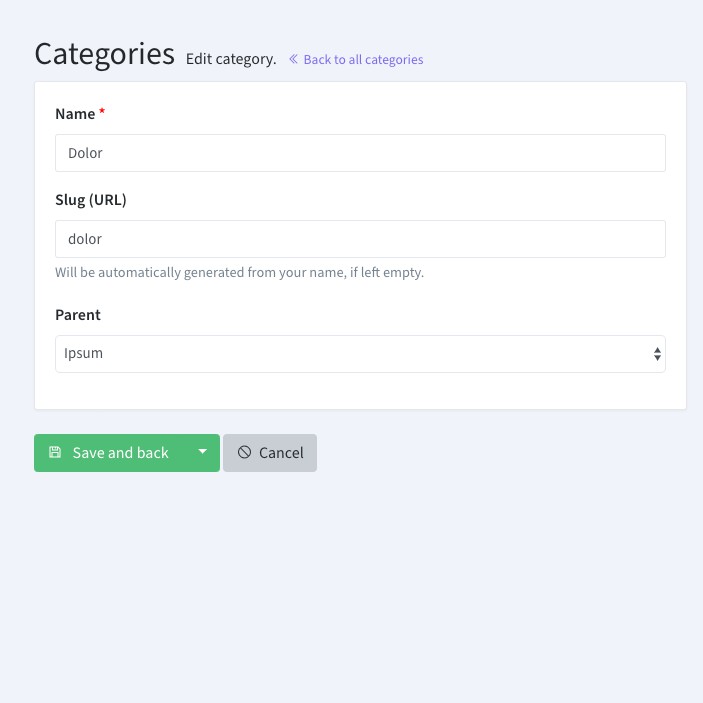 Categories Edit category. « Back to all categories
Name *
Dolor
Slug (URL)
dolor
Will be automatically generated from your name, if left empty.
Parent
Ipsum
Save and back Cancel